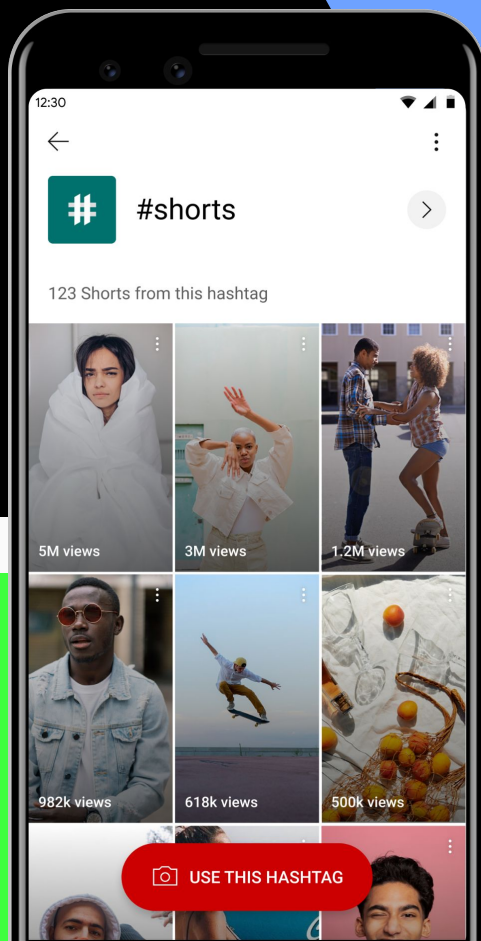 12:30
#
#shorts
123 Shorts from this hashtag
5M views
3M views
1.2M views
982k views
618k views
500k views
USE THIS HASHTAG